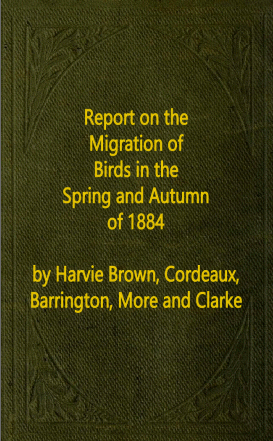 Report on the
Migration of
Birds in the
Spring and Autumn
of 1884
by Harvie Brown, Cordeaux,
Barrington, More and Clarke